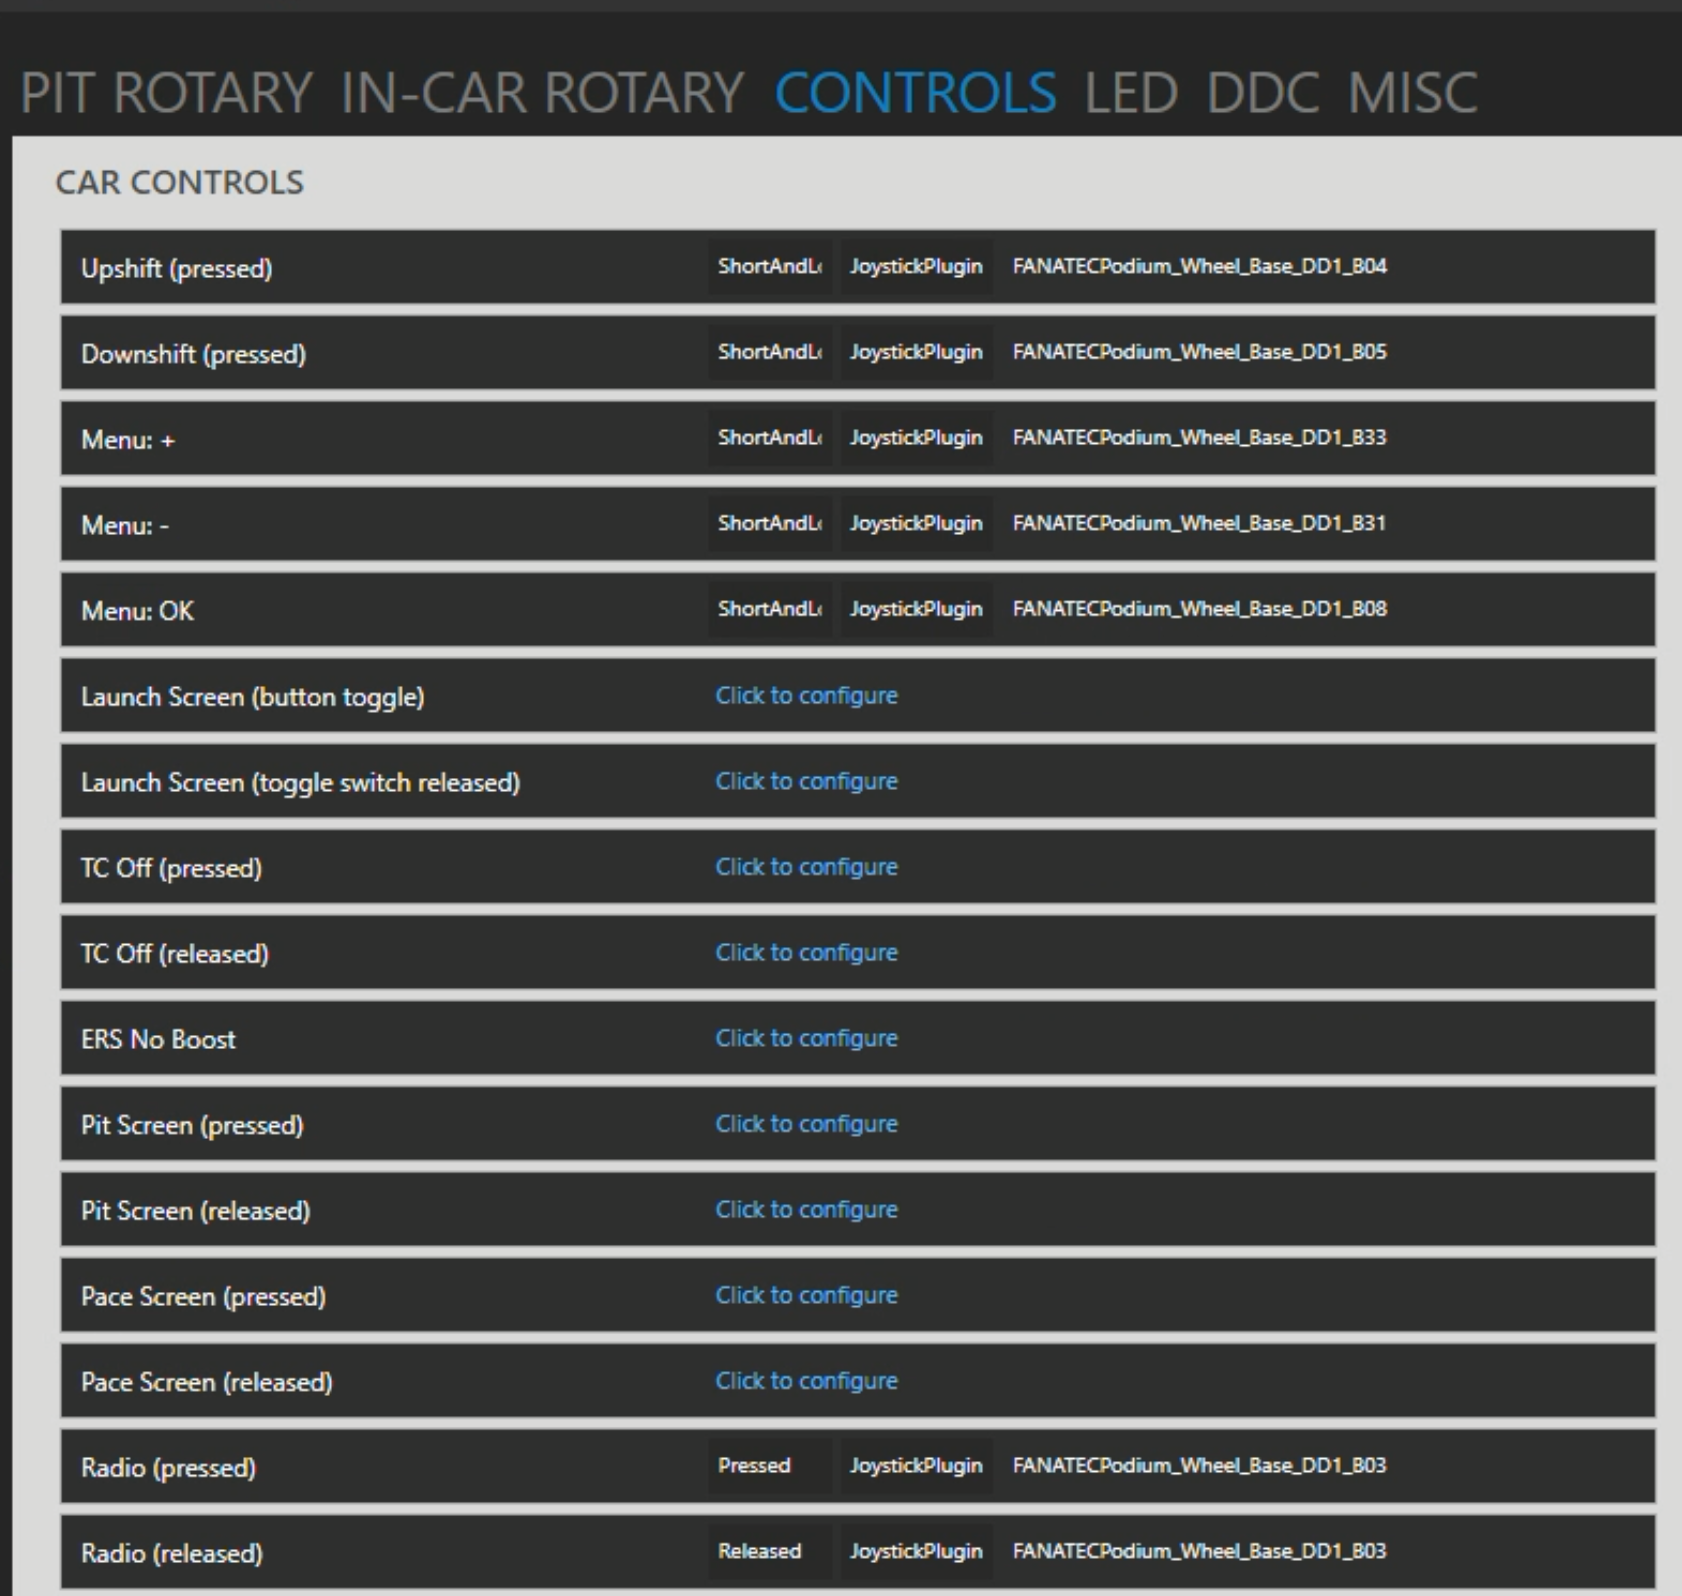 PIT ROTARY IN-CAR ROTARY CONTROLS LED DDC MISC
CAR CONTROLS
Upshift (pressed) ShortAndL JoystickPlugin FANATECPodium_Wheel_Base_DD1_B04
Downshift (pressed) ShortAndL JoystickPlugin FANATECPodium_Wheel_Base_DD1_B05
Menu: + ShortAndL JoystickPlugin FANATECPodium_Wheel_Base_DD1_B33
Menu: - ShortAndL JoystickPlugin FANATECPodium_Wheel_Base_DD1_B31
Menu: OK ShortAndL JoystickPlugin FANATECPodium_Wheel_Base_DD1_B08
Launch Screen (button toggle) Click to configure
Launch Screen (toggle switch released) Click to configure
TC Off (pressed) Click to configure
TC Off (released) Click to configure
ERS No Boost Click to configure
Pit Screen (pressed) Click to configure
Pit Screen (released) Click to configure
Pace Screen (pressed) Click to configure
Pace Screen (released) Click to configure
Radio (pressed) Pressed JoystickPlugin FANATECPodium_Wheel_Base_DD1_B03
Radio (released) Released JoystickPlugin FANATECPodium_Wheel_Base_DD1_B03